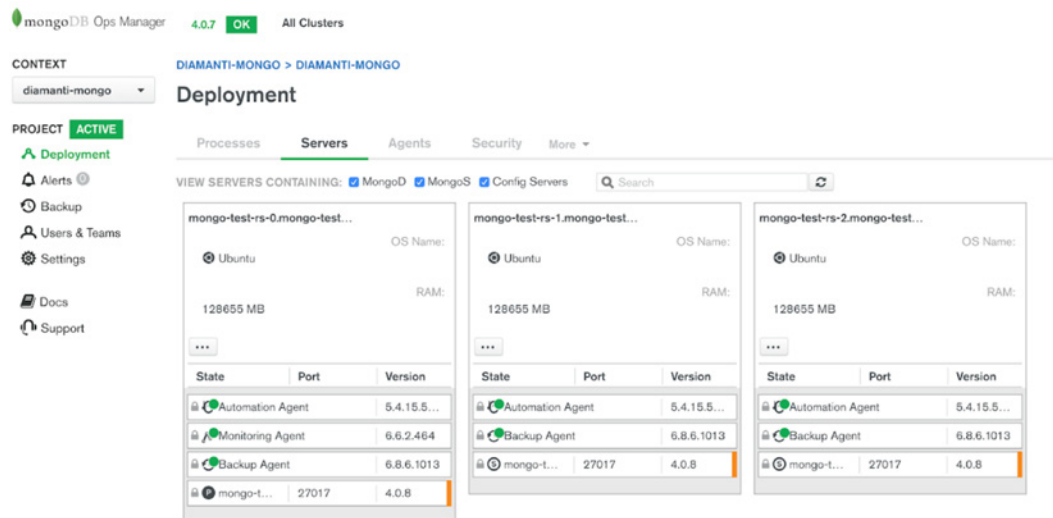 mongoDB Ops Manager 4.0.7 OK All Clusters
CONTEXT
diamanti-mongo
PROJECT ACTIVE
Deployment
Alerts 0
Backup
Users & Teams
Settings
Docs
Support
DIAMANTI-MONGO > DIAMANTI-MONGO
Deployment
Processes Servers Agents Security More
VIEW SERVERS CONTAINING: MongoD MongoS Config Servers Search
mongo-test-rs-0.mongo-test...
OS Name:
Ubuntu
RAM:
128655 MB
...
State Port Version
Automation Agent 5.4.15.5...
Monitoring Agent 6.6.2.464
Backup Agent 6.8.6.1013
P mongo-t... 27017 4.0.8
mongo-test-rs-1.mongo-test...
OS Name:
Ubuntu
RAM:
128655 MB
...
State Port Version
Automation Agent 5.4.15.5...
Backup Agent 6.8.6.1013
S mongo-t... 27017 4.0.8
mongo-test-rs-2.mongo-test...
OS Name:
Ubuntu
RAM:
128655 MB
...
State Port Version
Automation Agent 5.4.15.5...
Backup Agent 6.8.6.1013
S mongo-t... 27017 4.0.8